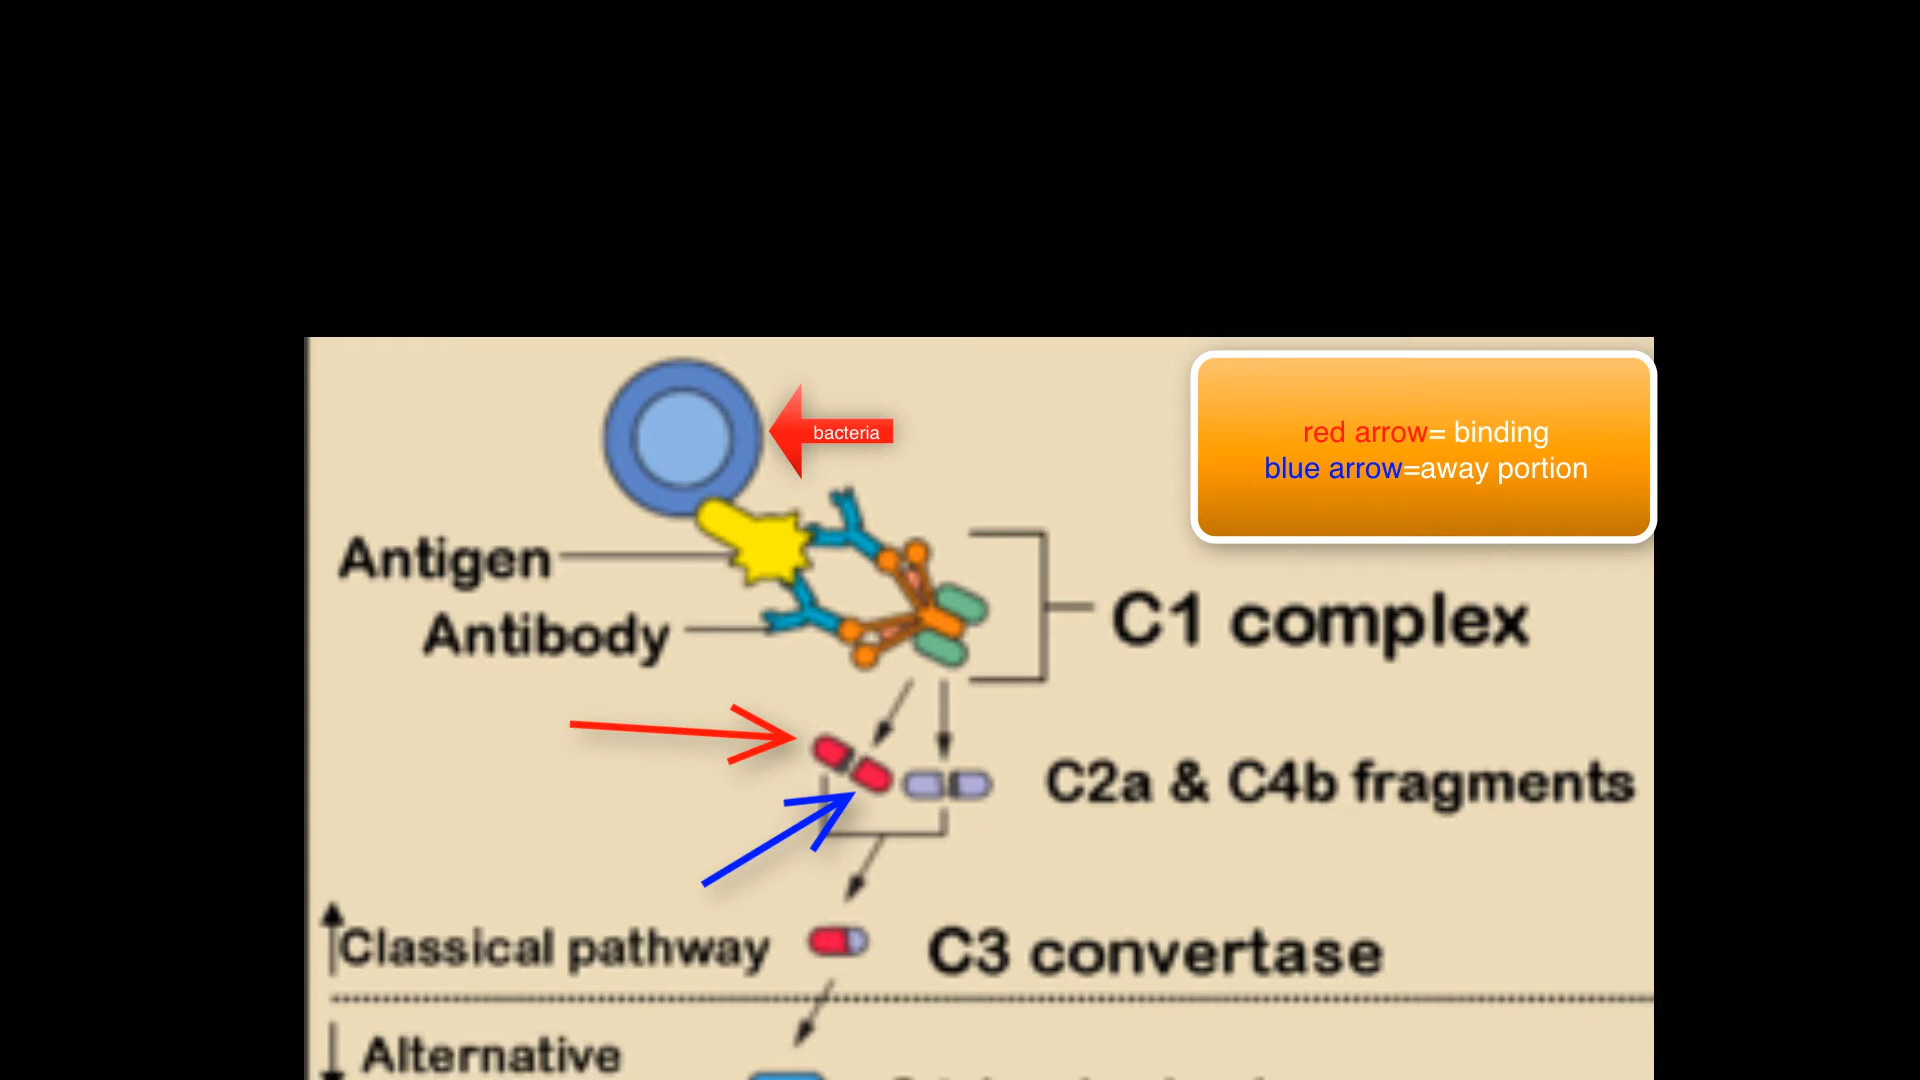 bacteria
red arrow= binding
blue arrow=away portion
Antigen
Antibody
C1 complex
C2a & C4b fragments
Classical pathway
C3 convertase
Alternative